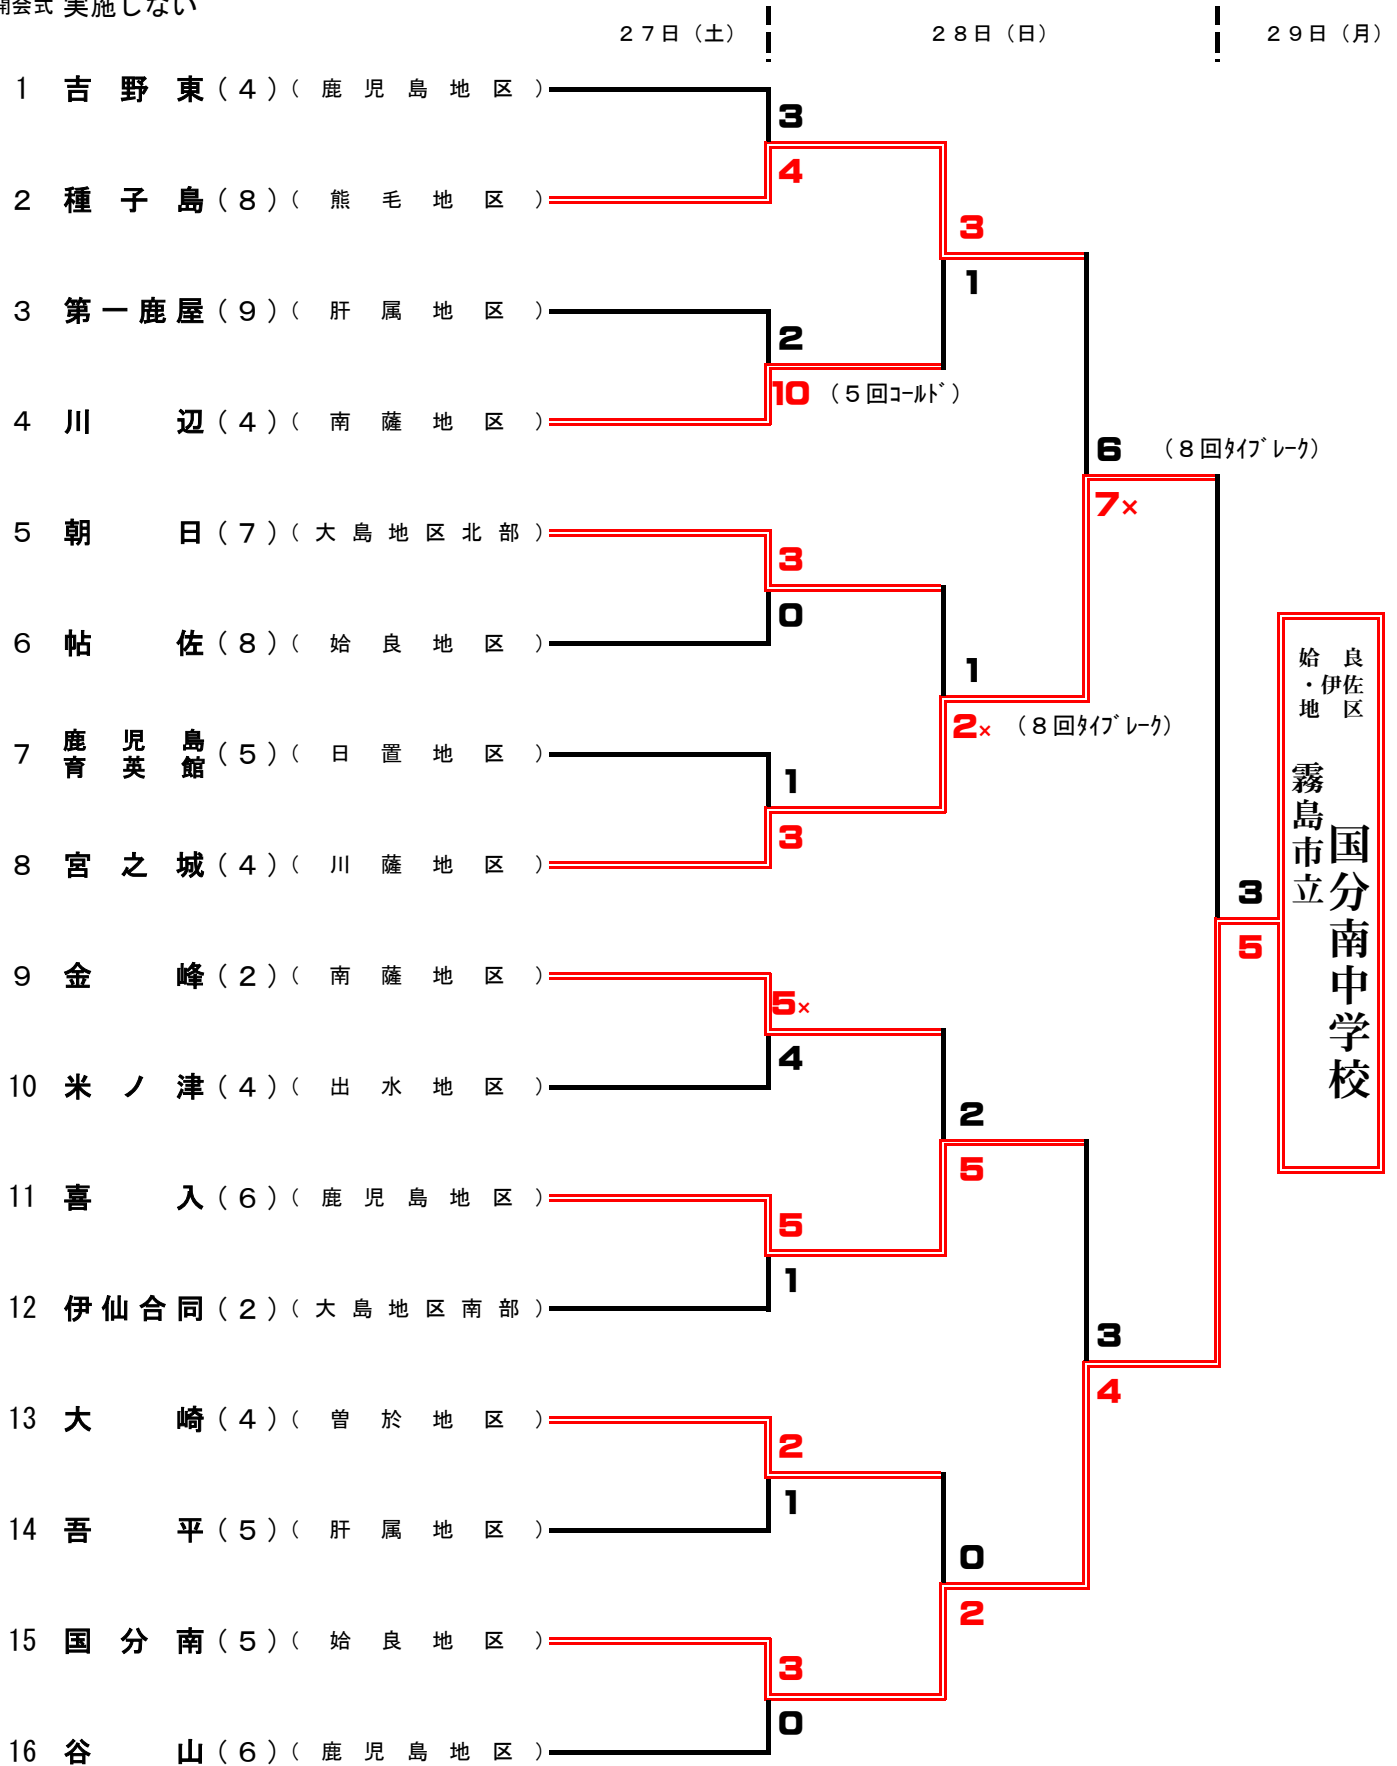 開会式 実施しない
27日（土） 28日（日） 29日（月）
1 吉野東（4）（鹿児島地区）
3
4
2 種子島（8）（熊毛地区）
3
1
3 第一鹿屋（9）（肝属地区）
2
10 （5回ｺｰﾙﾄﾞ）
4 川辺（4）（南薩地区）
6 （8回ﾀｲﾌﾞﾚｰｸ）
7×
5 朝日（7）（大島地区北部）
3
0
6 帖佐（8）（姶良地区）
1
2× （8回ﾀｲﾌﾞﾚｰｸ）
7 鹿児島育英館（5）（日置地区）
1
3
8 宮之城（4）（川薩地区）
3
5
姶良
・伊佐
地区
霧島市立
国分南中学校
9 金峰（2）（南薩地区）
5×
4
10 米ノ津（4）（出水地区）
2
5
11 喜入（6）（鹿児島地区）
5
1
12 伊仙合同（2）（大島地区南部）
3
4
13 大崎（4）（曽於地区）
2
1
14 吾平（5）（肝属地区）
0
2
15 国分南（5）（姶良地区）
3
0
16 谷山（6）（鹿児島地区）